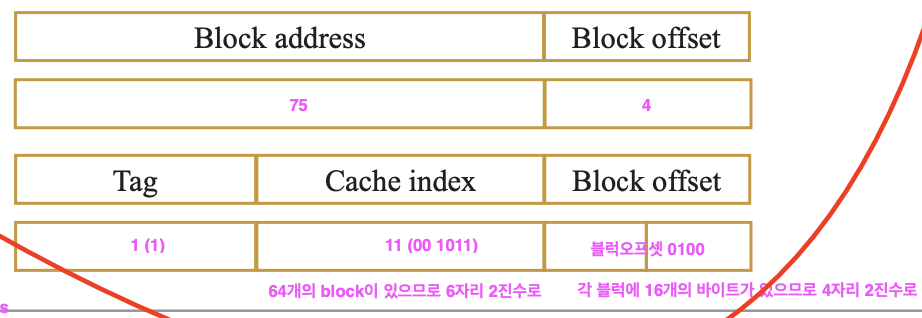 Block address Block offset
75 4
Tag Cache index Block offset
1 (1) 11 (00 1011) 블럭오프셋 0100
64개의 block이 있으므로 6자리 2진수로 각 블럭에 16개의 바이트가 있으므로 4자리 2진수로
s